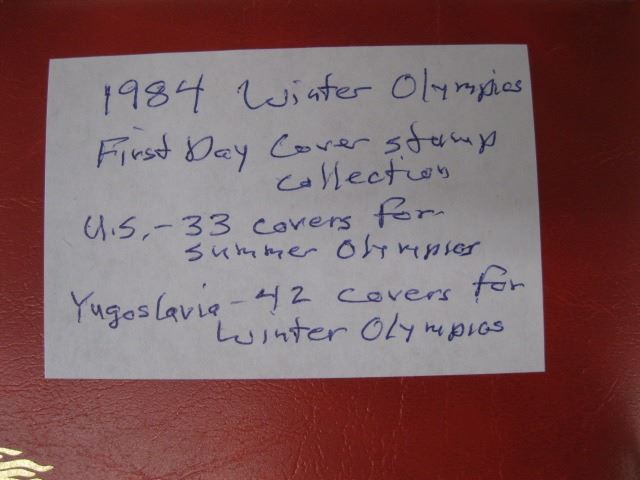 1984 Winter Olympics
First Day Cover stamp
collection
U.S. - 33 covers for
summer Olympics
Yugoslavia - 42 covers for
Winter Olympics